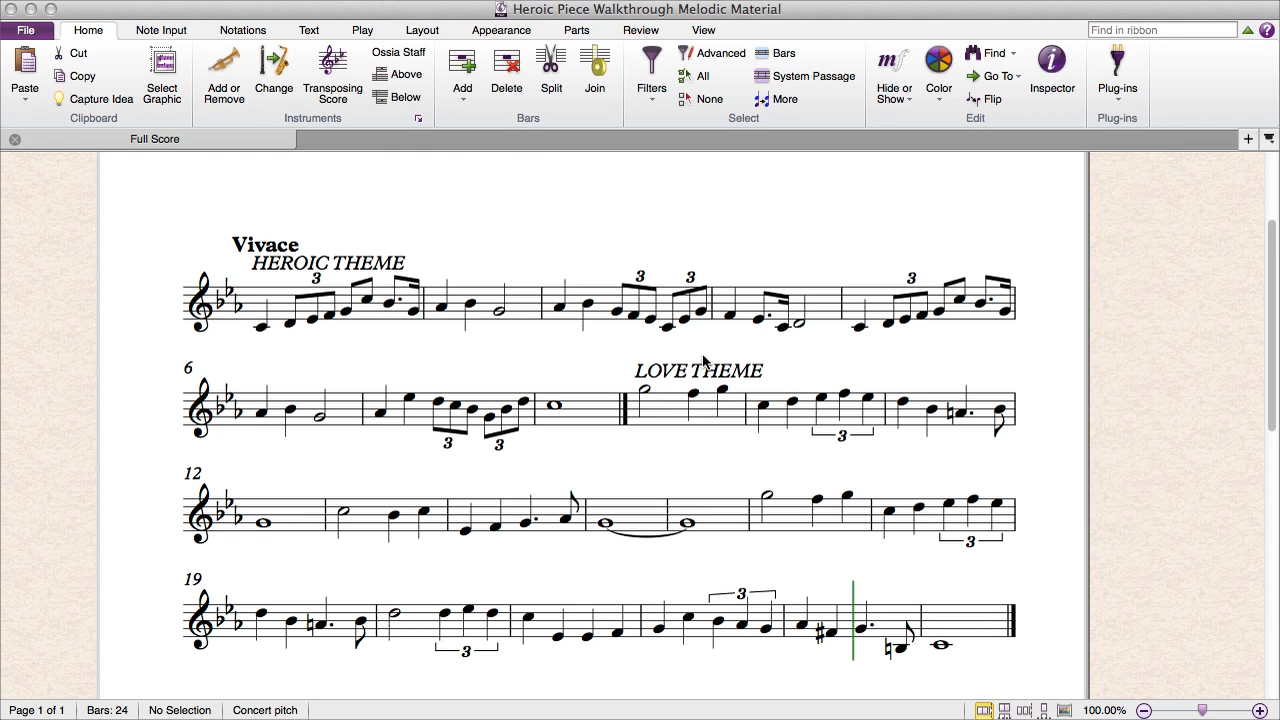 Heroic Piece Walkthrough Melodic Material
File Home Note Input Notations Text Play Layout Appearance Parts Review View Find in ribbon
Paste
Cut
Copy
Capture Idea
Select Graphic
Clipboard
Add or Remove
Change
Transposing Score
Ossia Staff
Above
Below
Instruments
Add
Delete
Split
Join
Bars
Filters
Advanced
All
None
Bars
System Passage
More
Select
Hide or Show
Color
Find
Go To
Flip
Inspector
Edit
Plug-ins
Plug-ins
Full Score
Vivace
HEROIC THEME
3 3 3 3
6
LOVE THEME
3 3 3
12
3
19
3 3
Page 1 of 1 Bars: 24 No Selection Concert pitch 100.00%